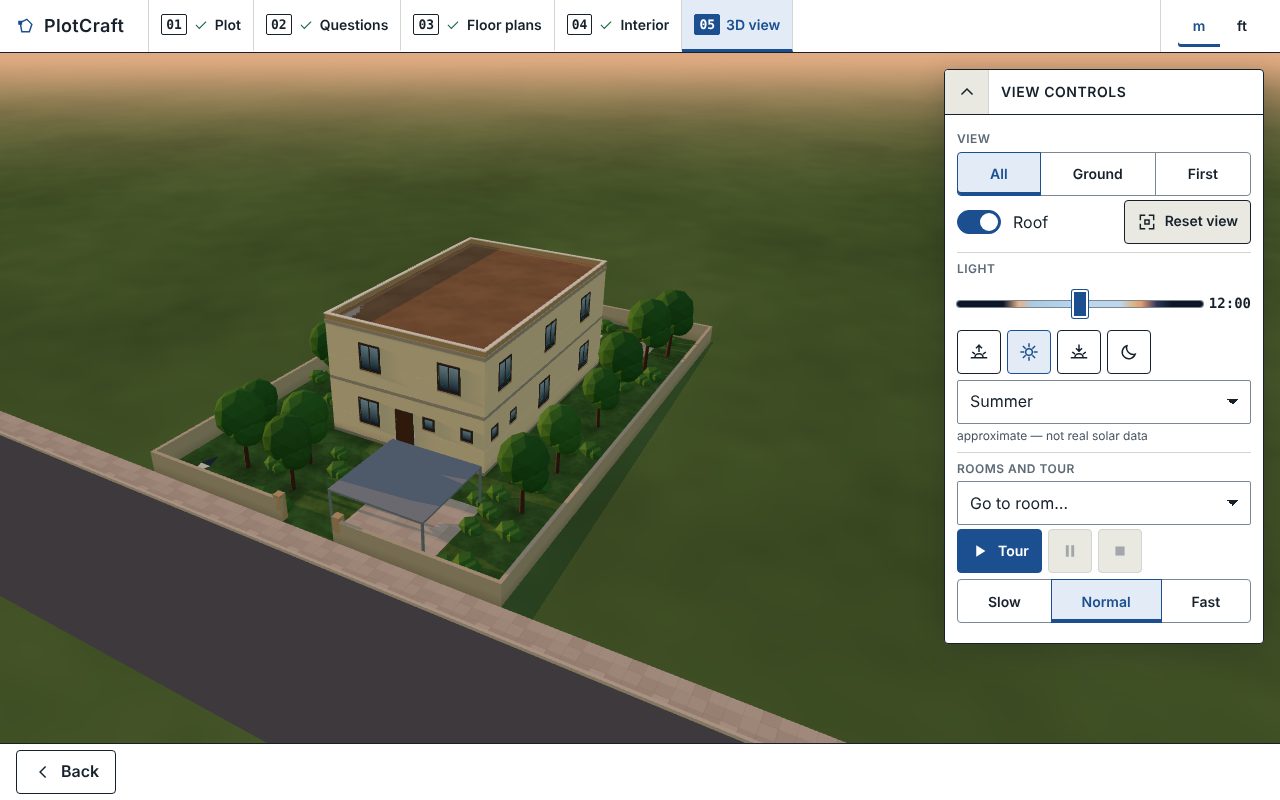 PlotCraft
01 Plot
02 Questions
03 Floor plans
04 Interior
05 3D view
m ft
VIEW CONTROLS
VIEW
All Ground First
Roof Reset view
LIGHT
12:00
Summer
approximate — not real solar data
ROOMS AND TOUR
Go to room...
Tour
Slow Normal Fast
Back